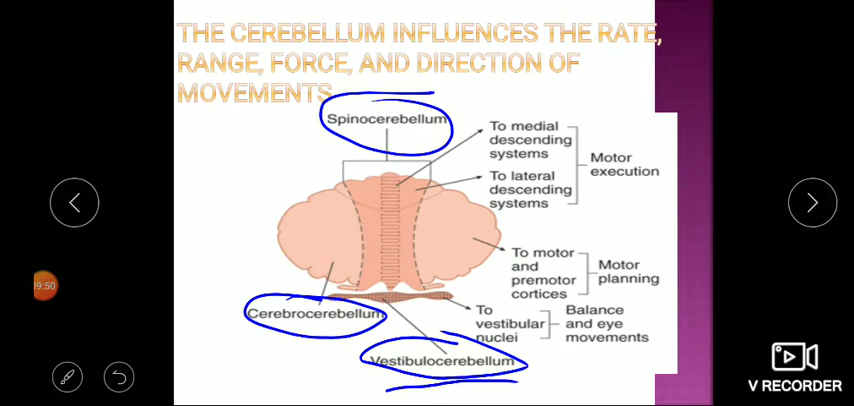 THE CEREBELLUM INFLUENCES THE RATE,
RANGE, FORCE, AND DIRECTION OF
MOVEMENTS
Spinocerebellum
To medial
descending
systems
Motor
execution
To lateral
descending
systems
To motor
and
premotor
cortices
Motor
planning
09:50
Cerebrocerebellum
To
vestibular
nuclei
Balance
and eye
movements
Vestibulocerebellum
V RECORDER